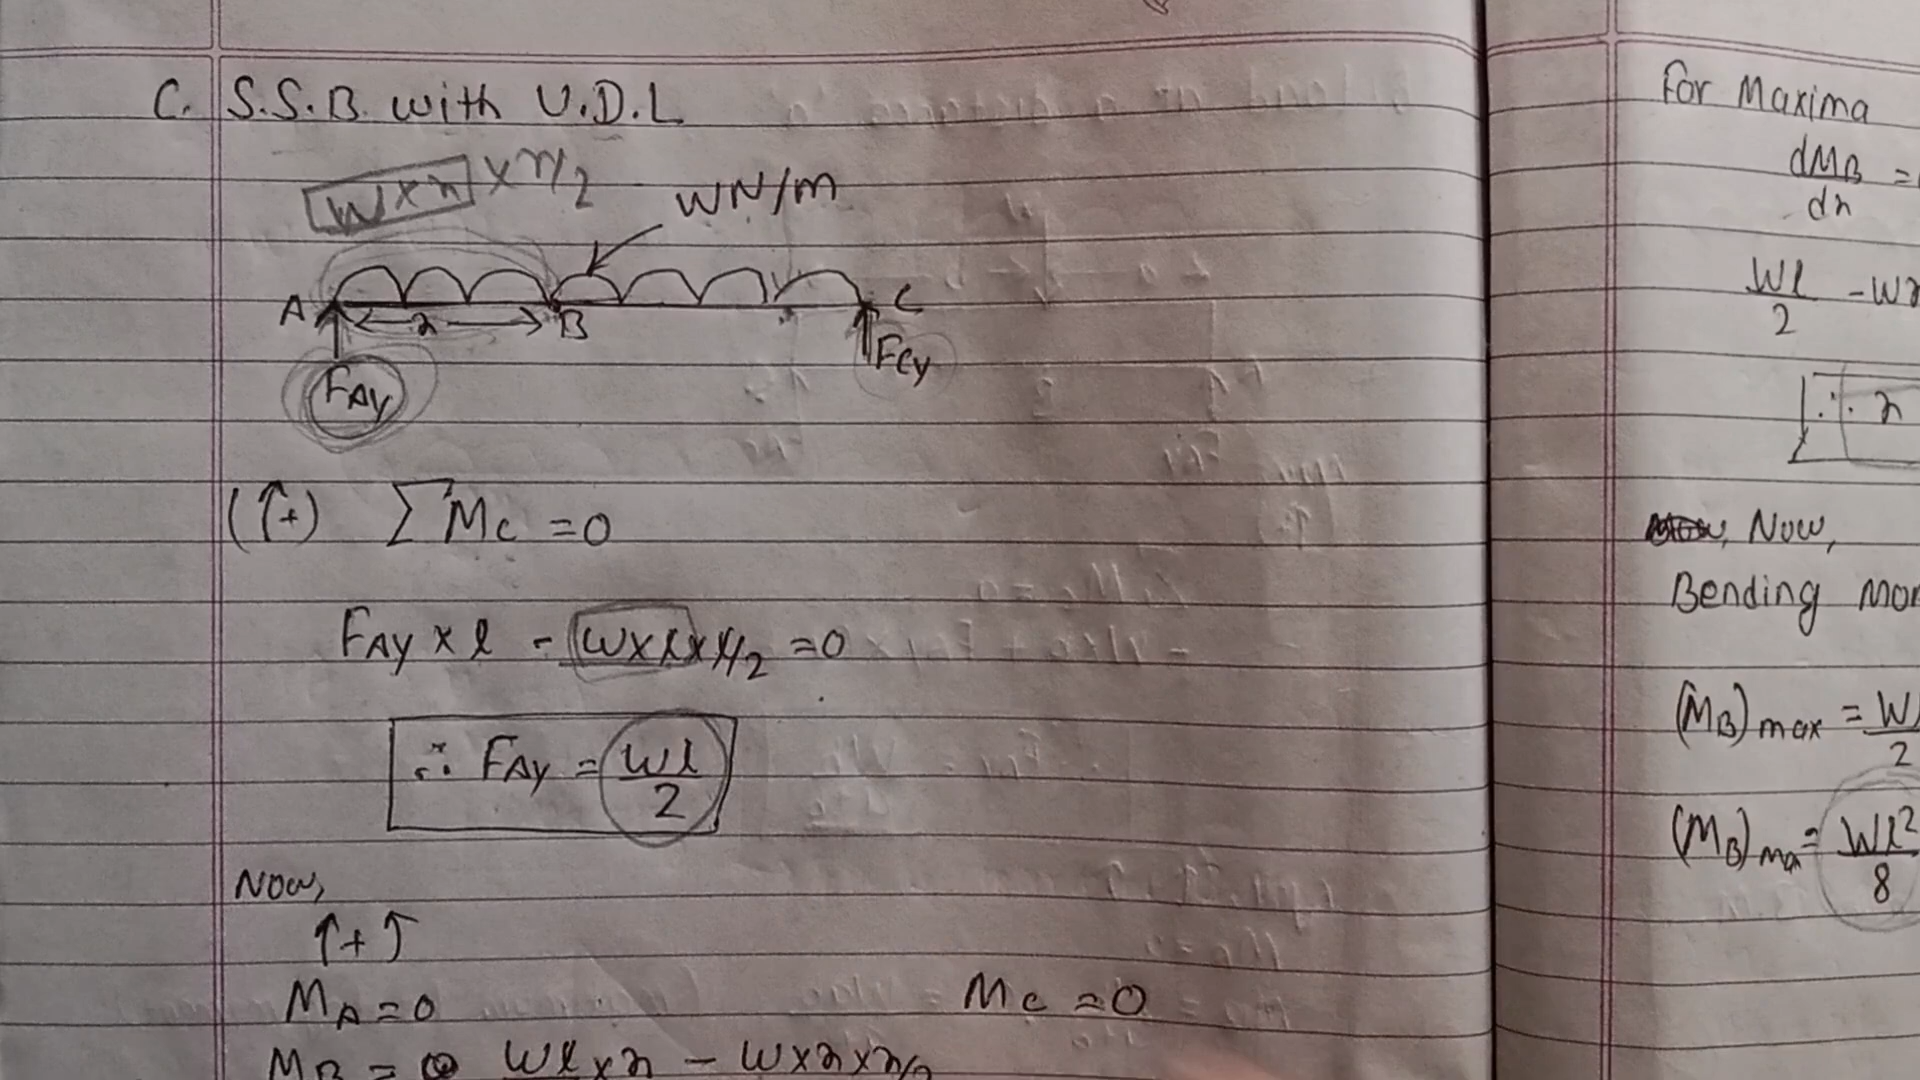 C. S.S.B. with U.D.L
W×x × x/2
WN/m
A x B C
FAy
FCy
(↑+) ΣMc = 0
FAy × l - W×l×l/2 = 0
∴ FAy = Wl/2
Now,
↑+↑
MA = 0 Mc = 0
MB = Wl × x - W×x×x/2
For Maxima
dMB/dx =
Wl/2 - Wx
∴ x
Now,
Bending Mom
(MB)max = W/2
(MB)max = Wl²/8